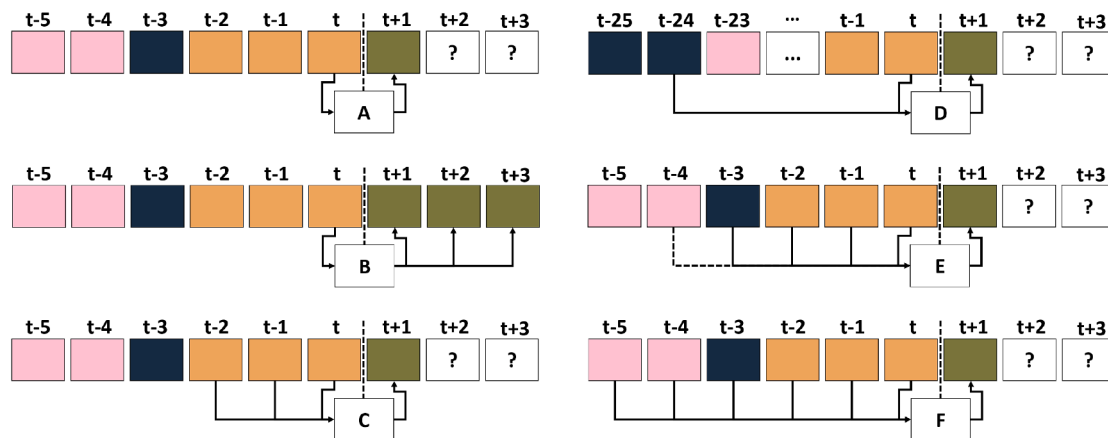 t-5 t-4 t-3 t-2 t-1 t t+1 t+2 t+3
? ?
A
t-25 t-24 t-23 ... t-1 t t+1 t+2 t+3
... ? ?
D
t-5 t-4 t-3 t-2 t-1 t t+1 t+2 t+3
B
t-5 t-4 t-3 t-2 t-1 t t+1 t+2 t+3
? ?
E
t-5 t-4 t-3 t-2 t-1 t t+1 t+2 t+3
? ?
C
t-5 t-4 t-3 t-2 t-1 t t+1 t+2 t+3
? ?
F